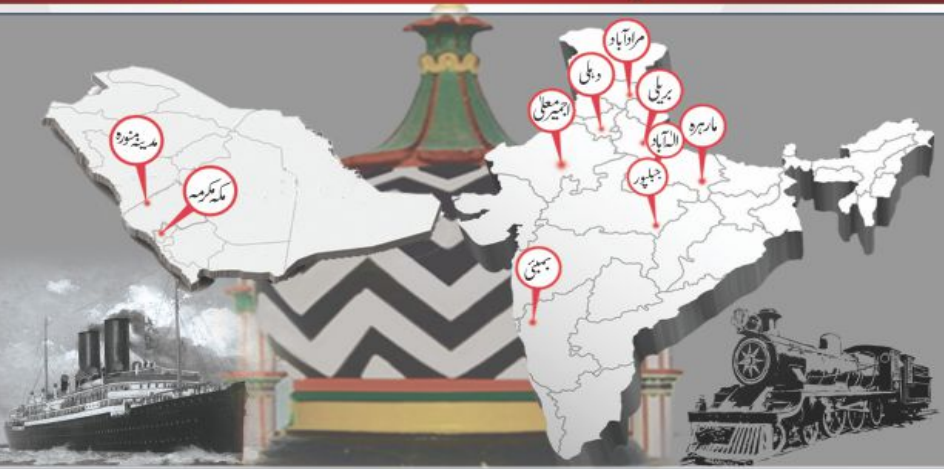 مرادآباد
دہلی
بریلی
اجمیر معلیٰ
مارہرہ
الہٰ آباد
جبلپور
بمبئی
مدینہ منورہ
مکہ مکرمہ